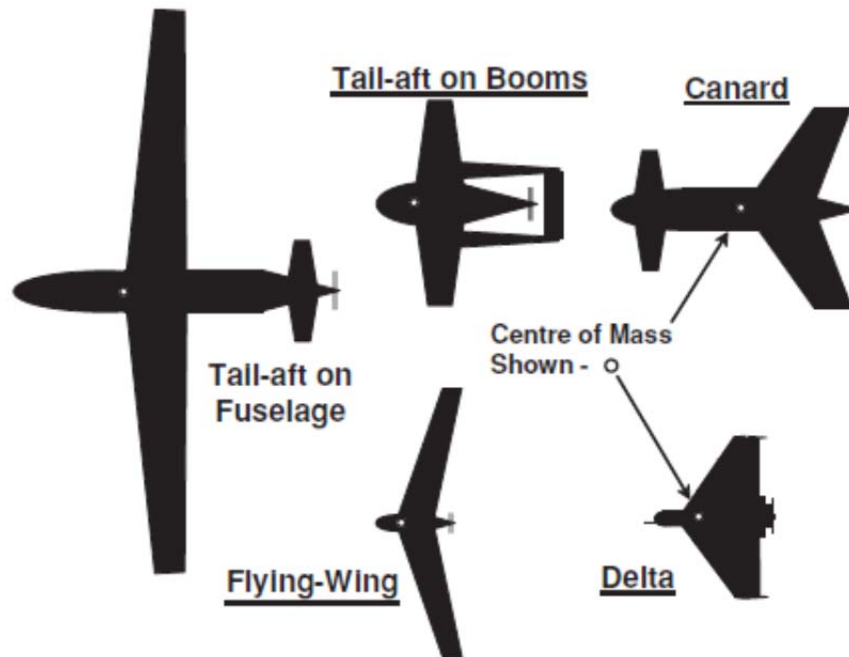 Tail-aft on Booms
Canard
Centre of Mass
Shown -
Tail-aft on
Fuselage
Flying-Wing
Delta